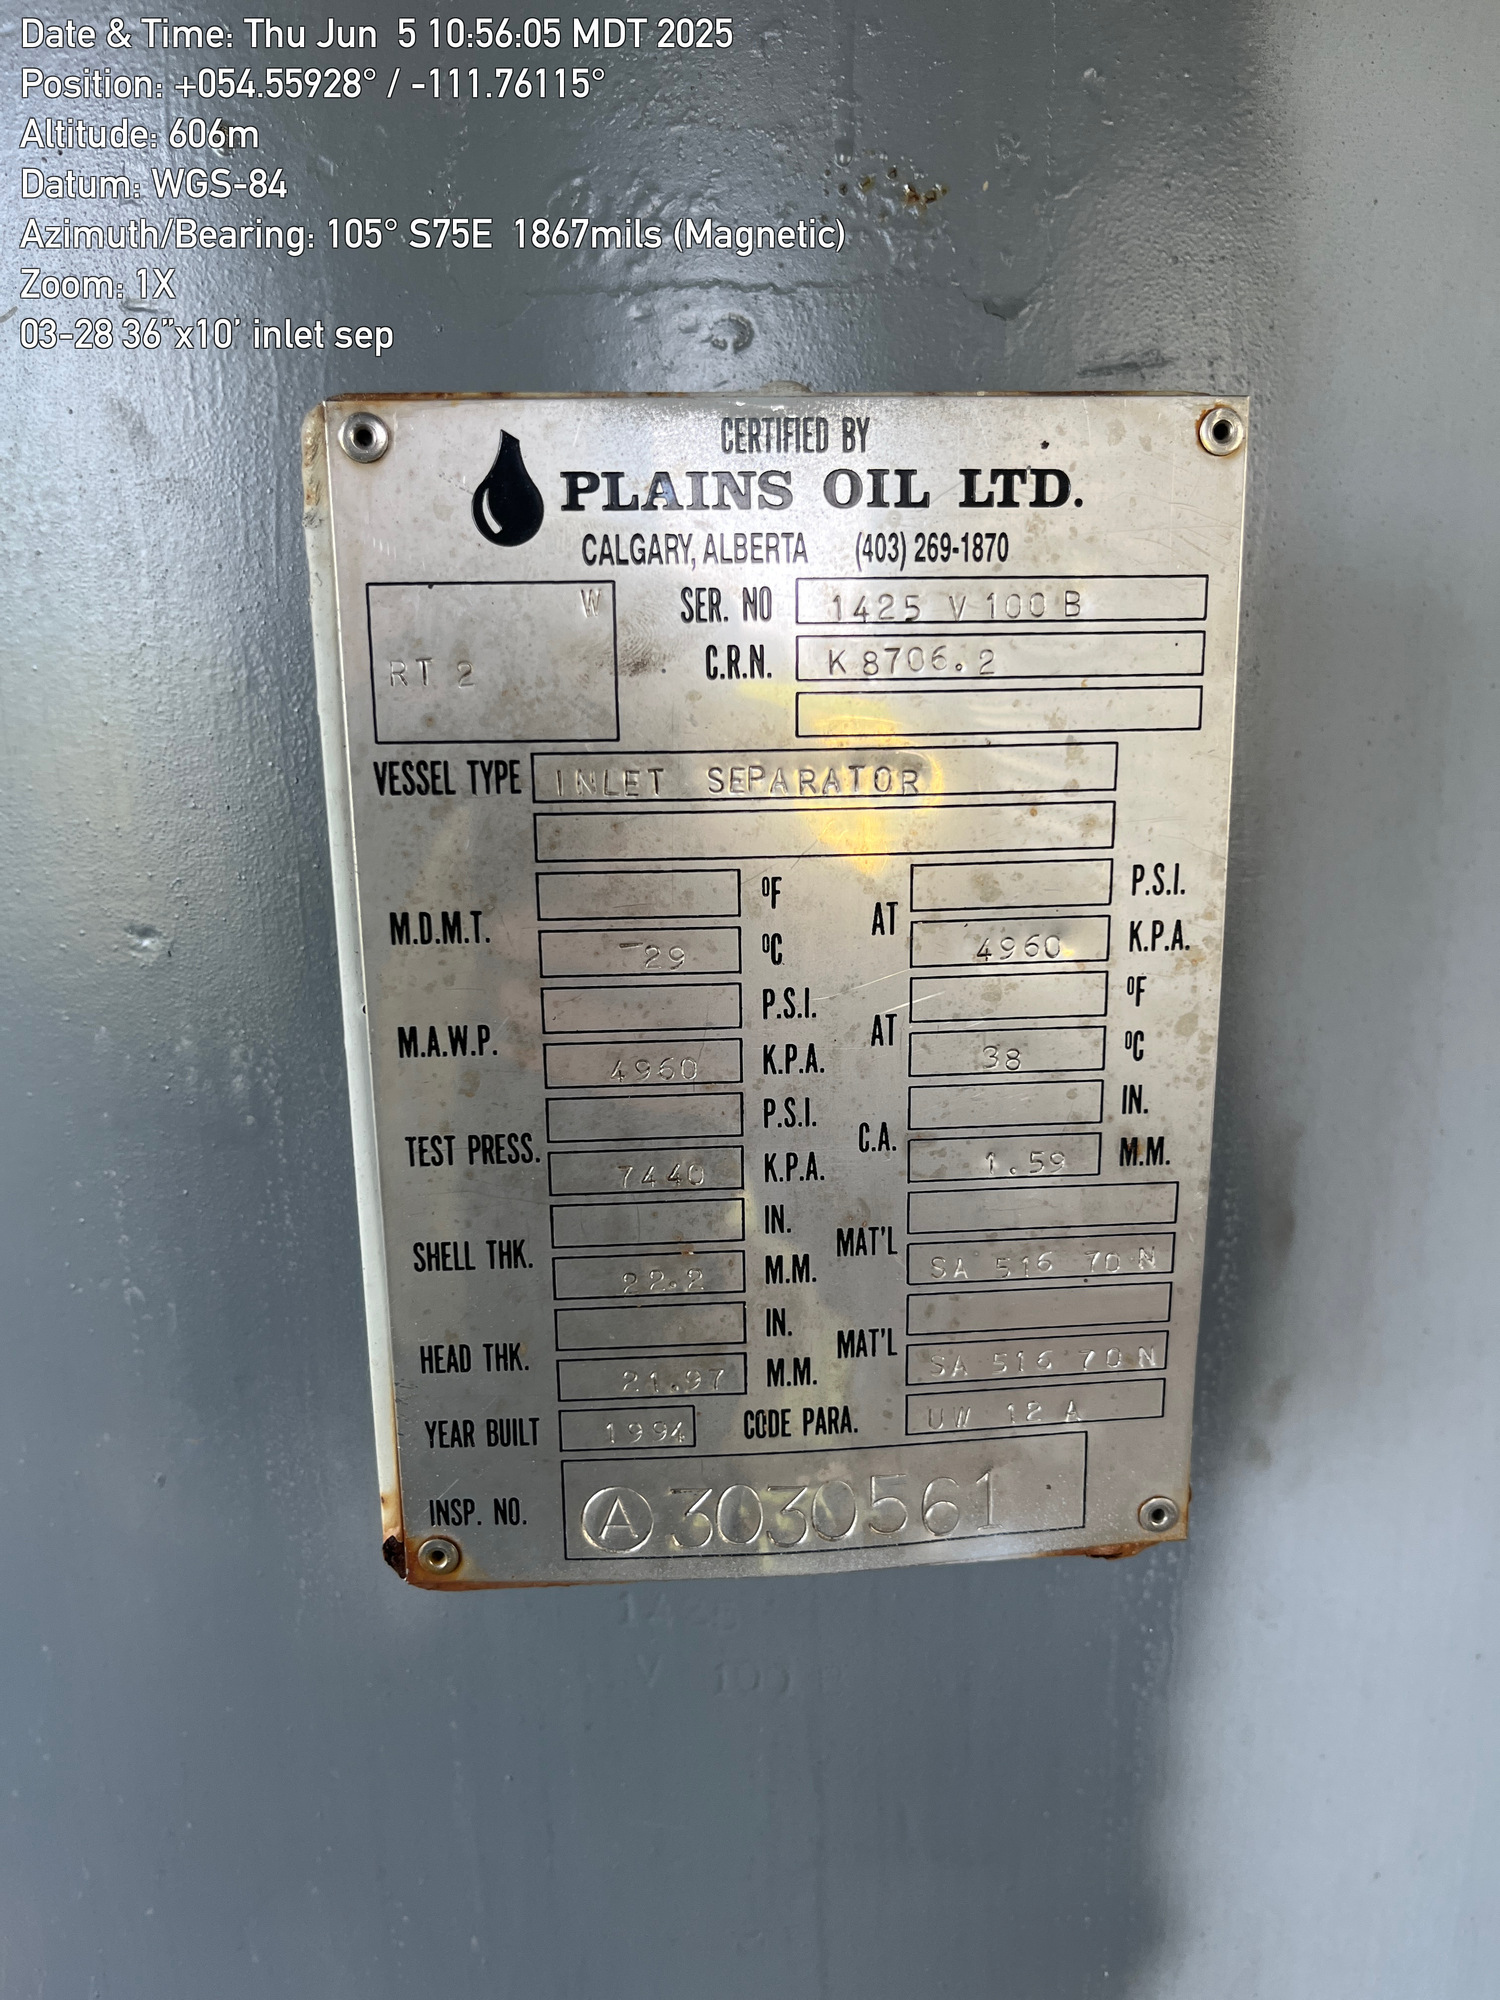 Date & Time: Thu Jun  5 10:56:05 MDT 2025
Position: +054.55928° / -111.76115°
Altitude: 606m
Datum: WGS-84
Azimuth/Bearing: 105° S75E  1867mils (Magnetic)
Zoom: 1X
03-28 36"x10' inlet sep
CERTIFIED BY
PLAINS OIL LTD.
CALGARY, ALBERTA (403) 269-1870
W
RT 2
SER. NO 1425 V 100 B
C.R.N. K 8706.2
VESSEL TYPE INLET SEPARATOR
M.D.M.T. °F AT P.S.I.
-29 °C 4960 K.P.A.
M.A.W.P. P.S.I. AT °F
4960 K.P.A. 38 °C
TEST PRESS. P.S.I. C.A. IN.
7440 K.P.A. 1.59 M.M.
SHELL THK. IN. MAT'L
22.2 M.M. SA 516 70 N
HEAD THK. IN. MAT'L
21.97 M.M. SA 516 70 N
YEAR BUILT 1994 CODE PARA. UW 12 A
INSP. NO. A 3030561
1425
V 100 B